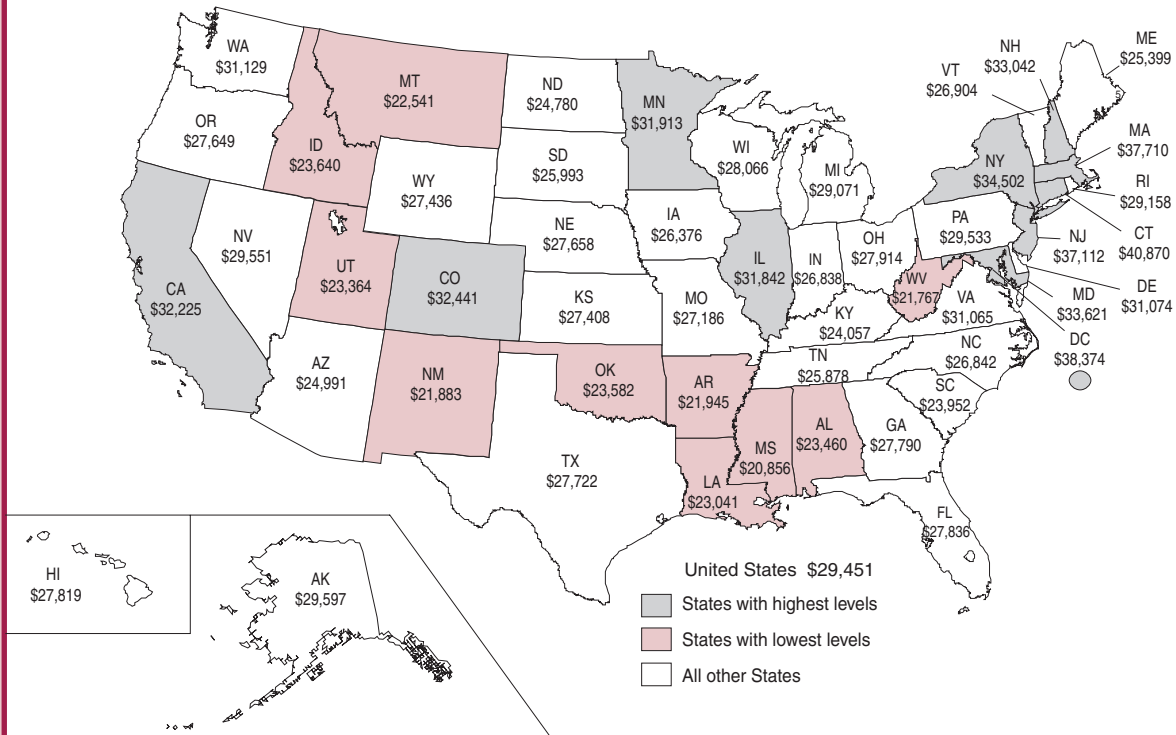 WA
$31,129
OR
$27,649
CA
$32,225
NV
$29,551
ID
$23,640
MT
$22,541
WY
$27,436
UT
$23,364
CO
$32,441
AZ
$24,991
NM
$21,883
ND
$24,780
SD
$25,993
NE
$27,658
KS
$27,408
OK
$23,582
TX
$27,722
MN
$31,913
IA
$26,376
MO
$27,186
AR
$21,945
LA
$23,041
WI
$28,066
IL
$31,842
MI
$29,071
IN
$26,838
OH
$27,914
KY
$24,057
TN
$25,878
MS
$20,856
AL
$23,460
GA
$27,790
FL
$27,836
SC
$23,952
NC
$26,842
VA
$31,065
WV
$21,767
PA
$29,533
NY
$34,502
VT
$26,904
NH
$33,042
ME
$25,399
MA
$37,710
RI
$29,158
CT
$40,870
NJ
$37,112
DE
$31,074
MD
$33,621
DC
$38,374
HI
$27,819
AK
$29,597
United States $29,451
States with highest levels
States with lowest levels
All other States